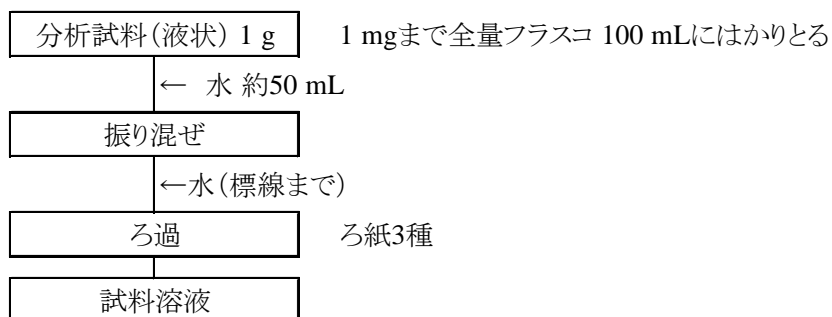 分析試料(液状) 1 g 1 mgまで全量フラスコ 100 mLにはかりとる
← 水 約50 mL
振り混ぜ
←水(標線まで)
ろ過 ろ紙3種
試料溶液